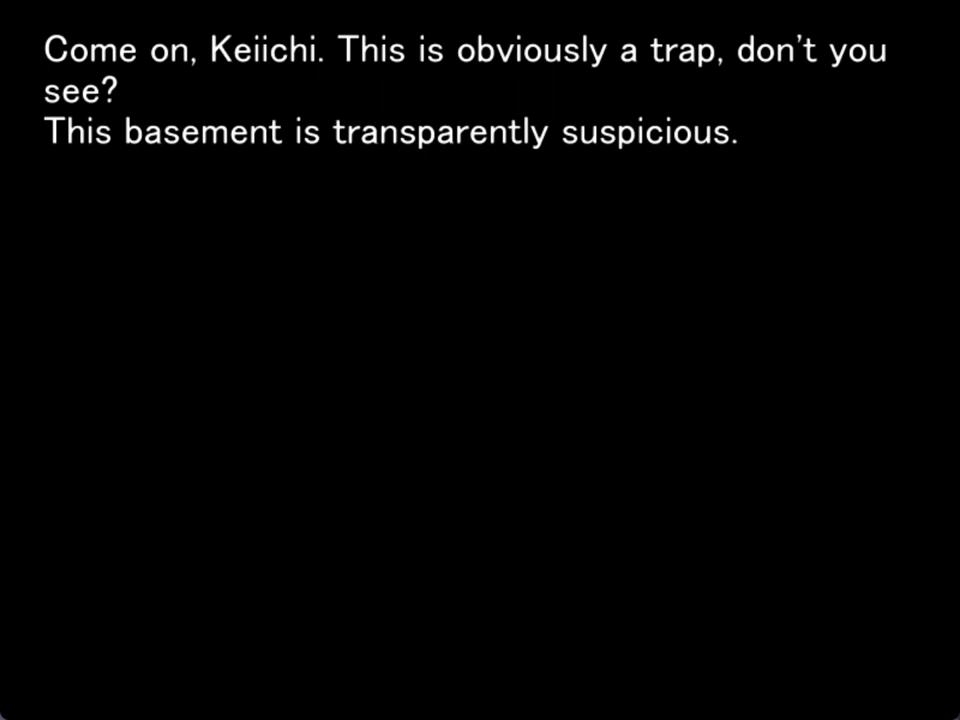 Come on, Keiichi. This is obviously a trap, don't you
see?
This basement is transparently suspicious.